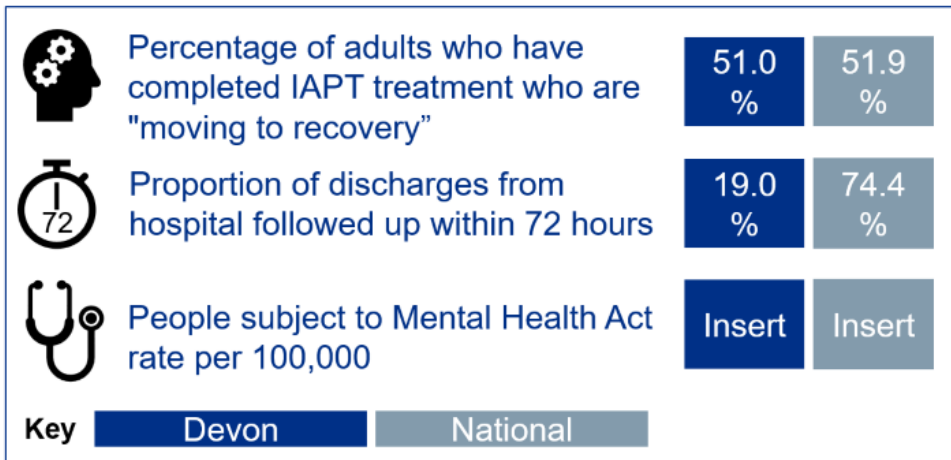 Percentage of adults who have
completed IAPT treatment who are
"moving to recovery”
51.0
%
51.9
%
72
Proportion of discharges from
hospital followed up within 72 hours
19.0
%
74.4
%
People subject to Mental Health Act
rate per 100,000
Insert
Insert
Key
Devon
National